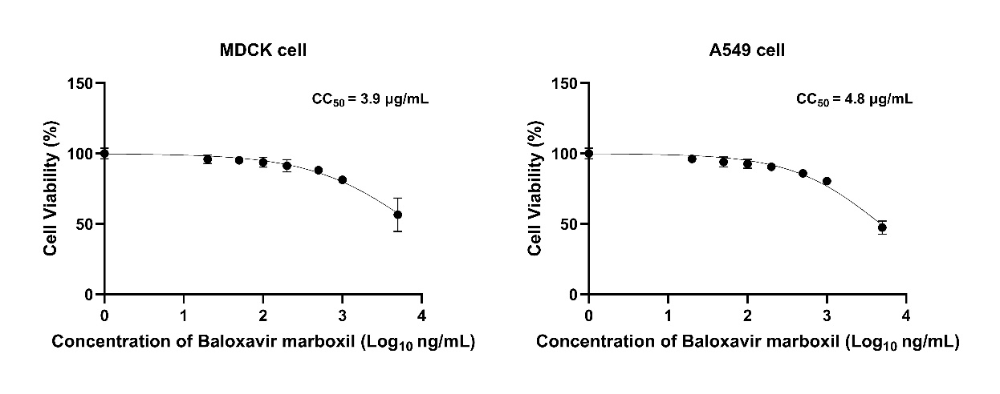 MDCK cell
CC50 = 3.9 µg/mL
150
100
50
0
Cell Viability (%)
0 1 2 3 4
Concentration of Baloxavir marboxil (Log10 ng/mL)
A549 cell
CC50 = 4.8 µg/mL
150
100
50
0
Cell Viability (%)
0 1 2 3 4
Concentration of Baloxavir marboxil (Log10 ng/mL)